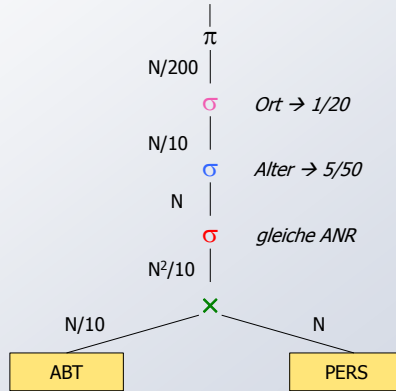 π
N/200
σ Ort → 1/20
N/10
σ Alter → 5/50
N
σ gleiche ANR
N²/10
×
N/10 N
ABT PERS